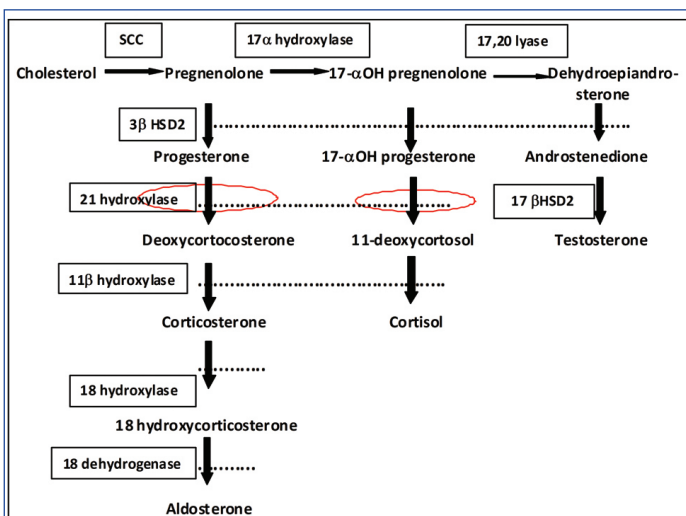 SCC
17α hydroxylase
17,20 lyase
Cholesterol
Pregnenolone
17-αOH pregnenolone
Dehydroepiandro-
sterone
3β HSD2
Progesterone
17-αOH progesterone
Androstenedione
21 hydroxylase
17 βHSD2
Deoxycortocosterone
11-deoxycortosol
Testosterone
11β hydroxylase
Corticosterone
Cortisol
18 hydroxylase
18 hydroxycorticosterone
18 dehydrogenase
Aldosterone